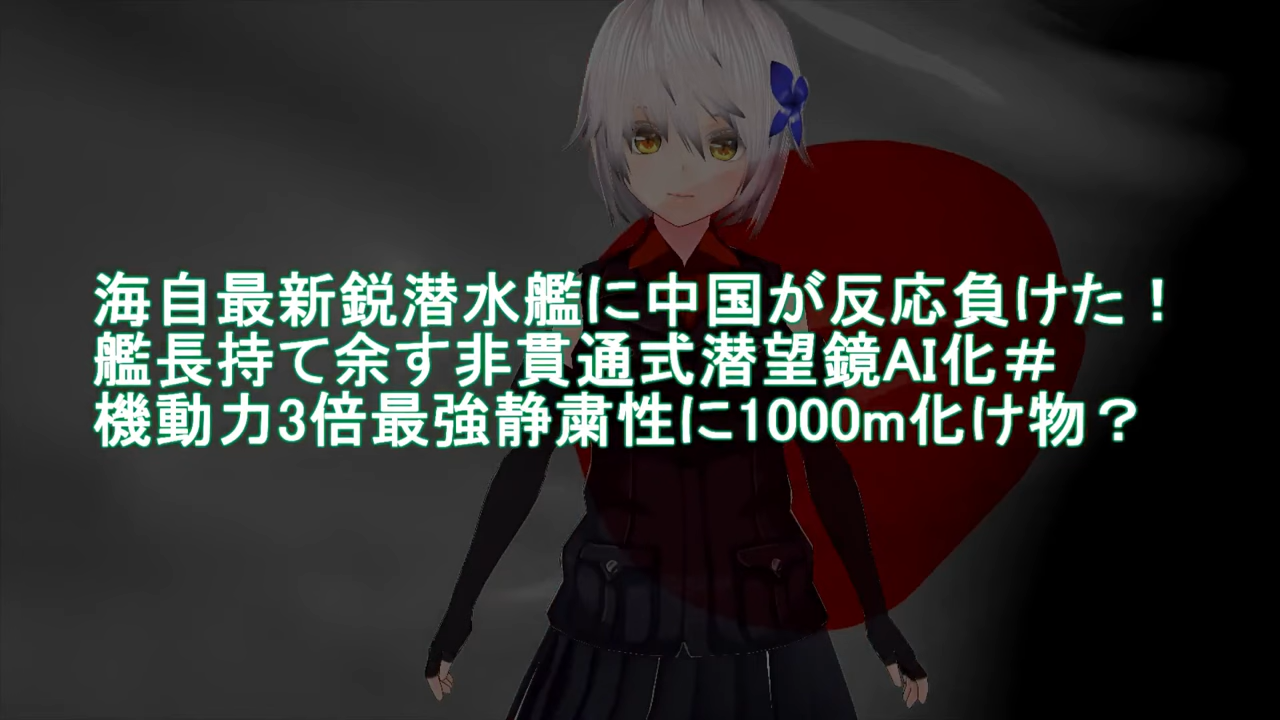 海自最新鋭潜水艦に中国が反応負けた！
艦長持て余す非貫通式潜望鏡AI化＃
機動力3倍最強静粛性に1000m化け物？